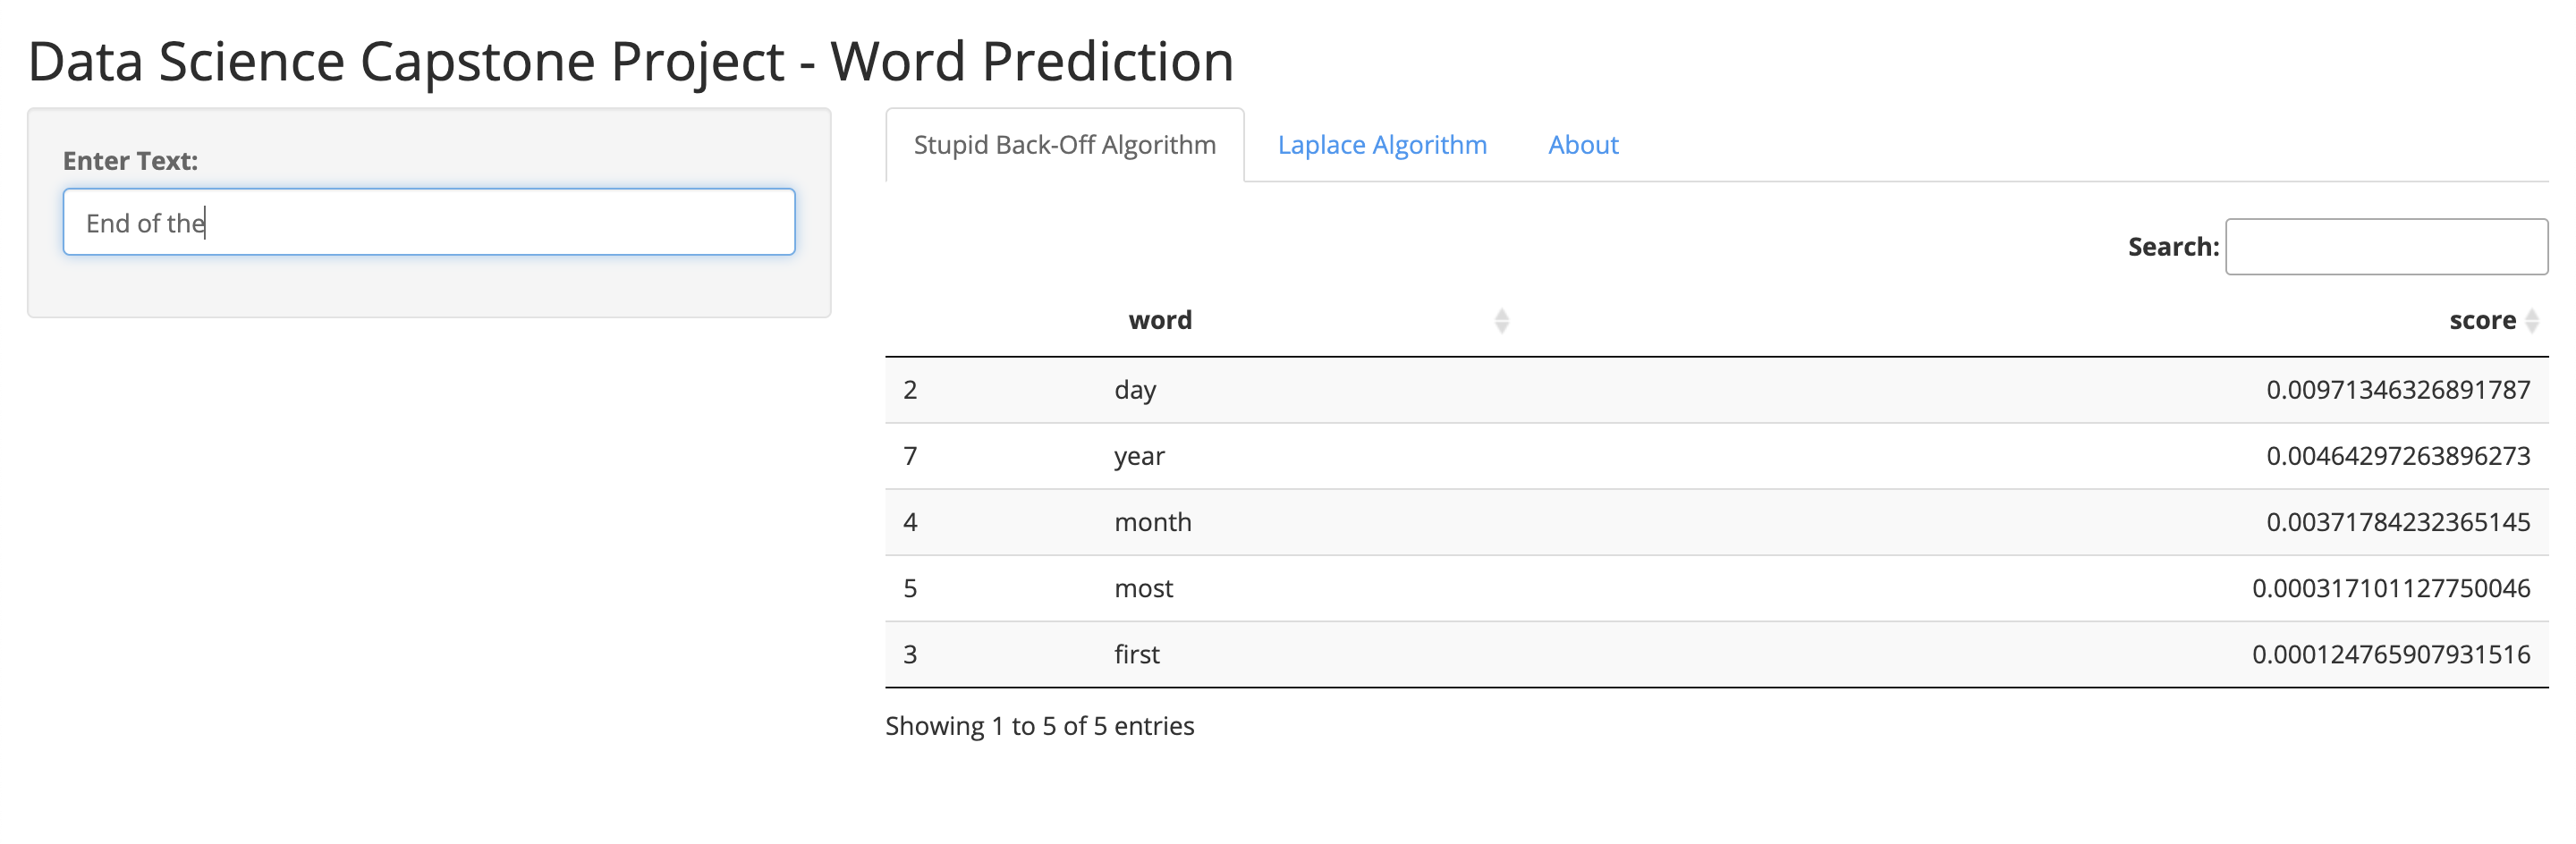 Data Science Capstone Project - Word Prediction
Enter Text:
End of the
Stupid Back-Off Algorithm Laplace Algorithm About
Search:
word score
2 day 0.00971346326891787
7 year 0.00464297263896273
4 month 0.00371784232365145
5 most 0.000317101127750046
3 first 0.000124765907931516
Showing 1 to 5 of 5 entries